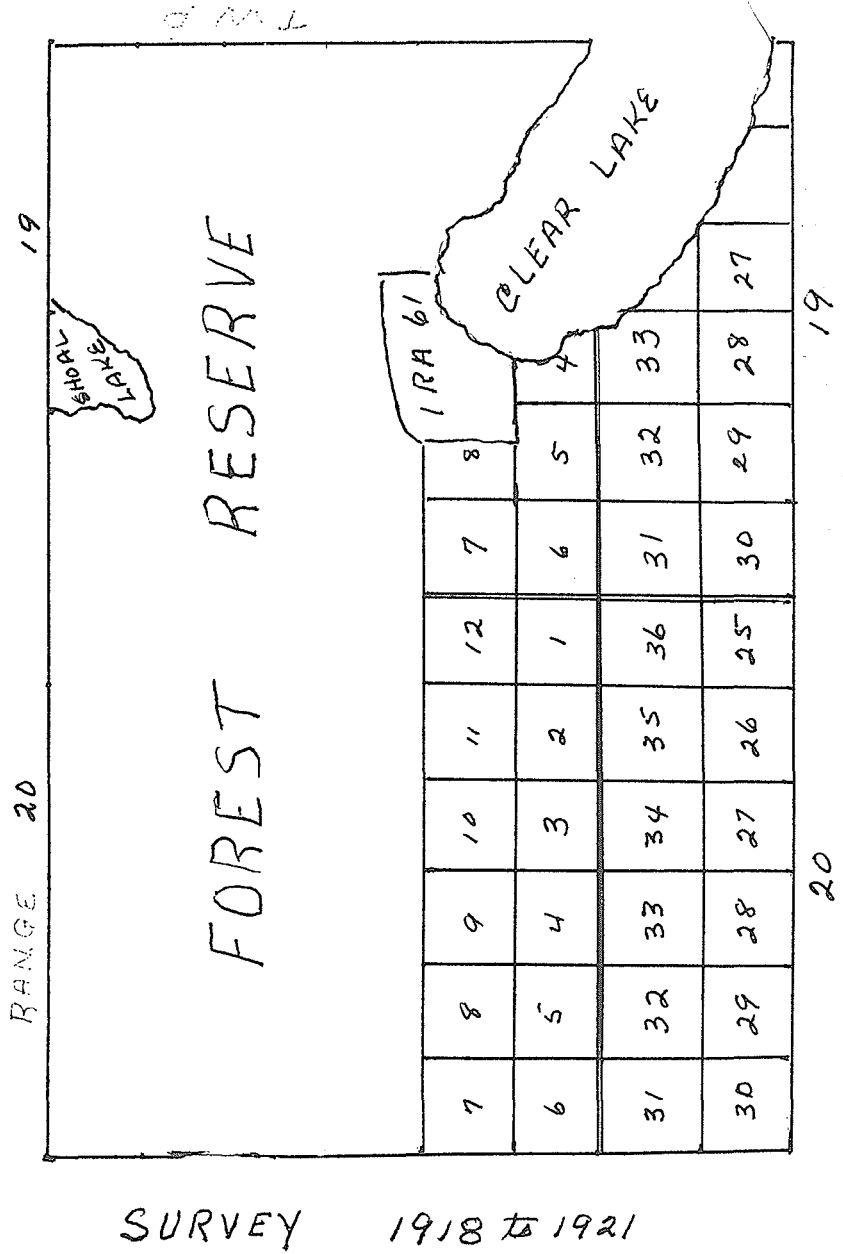 TWP
RANGE 20 19
SHOAL
LAKE
FOREST RESERVE
IRA 61
CLEAR LAKE
7 8 9 10 11 12 7 8
6 5 4 3 2 1 6 5 4
31 32 33 34 35 36 31 32 33
30 29 28 27 26 25 30 29 28 27
20 19
SURVEY 1918 to 1921